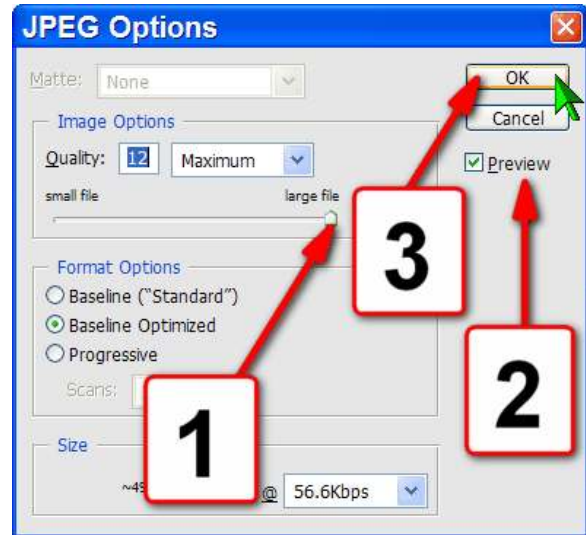 JPEG Options
Matte: None
OK
Image Options
Cancel
Quality: 12 Maximum
Preview
small file large file
3
Format Options
Baseline ("Standard")
Baseline Optimized
Progressive
Scans:
1
2
Size
@ 56.6Kbps